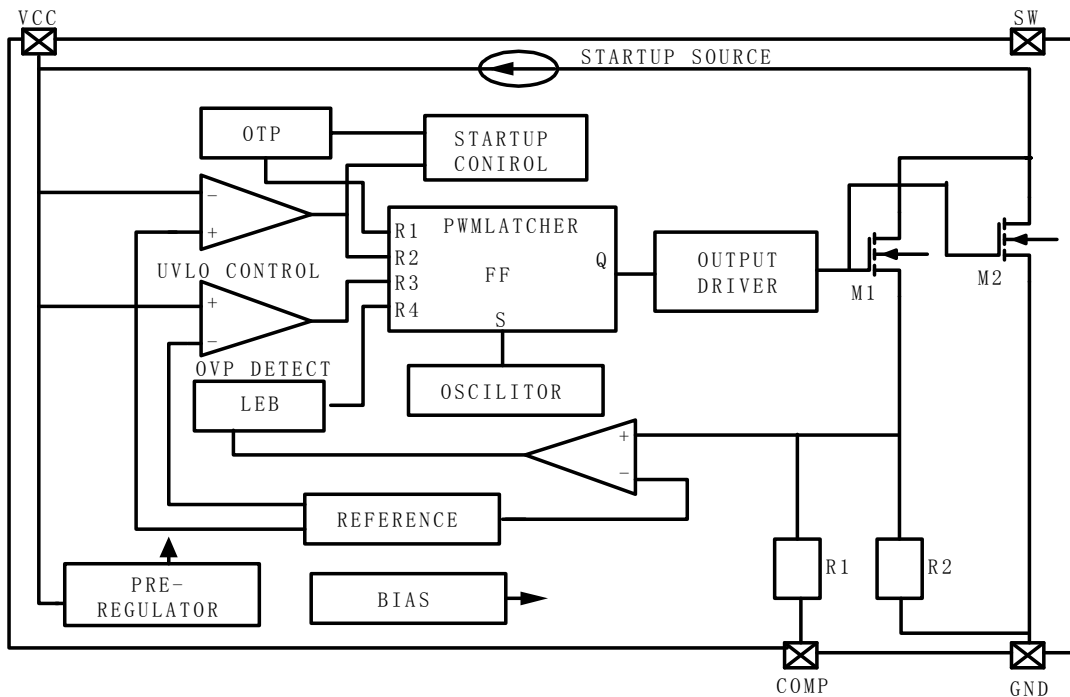 VCC
SW
STARTUP SOURCE
OTP
STARTUP
CONIROL
−
+
UVLO CONTROL
R1
R2
R3
R4
PWMLATCHER
FF
Q
S
OUTPUT
DRIVER
M1
M2
+
−
OVP DETECT
LEB
OSCILITOR
+
−
REFERENCE
R1
R2
PRE-
REGULATOR
BIAS
COMP
GND